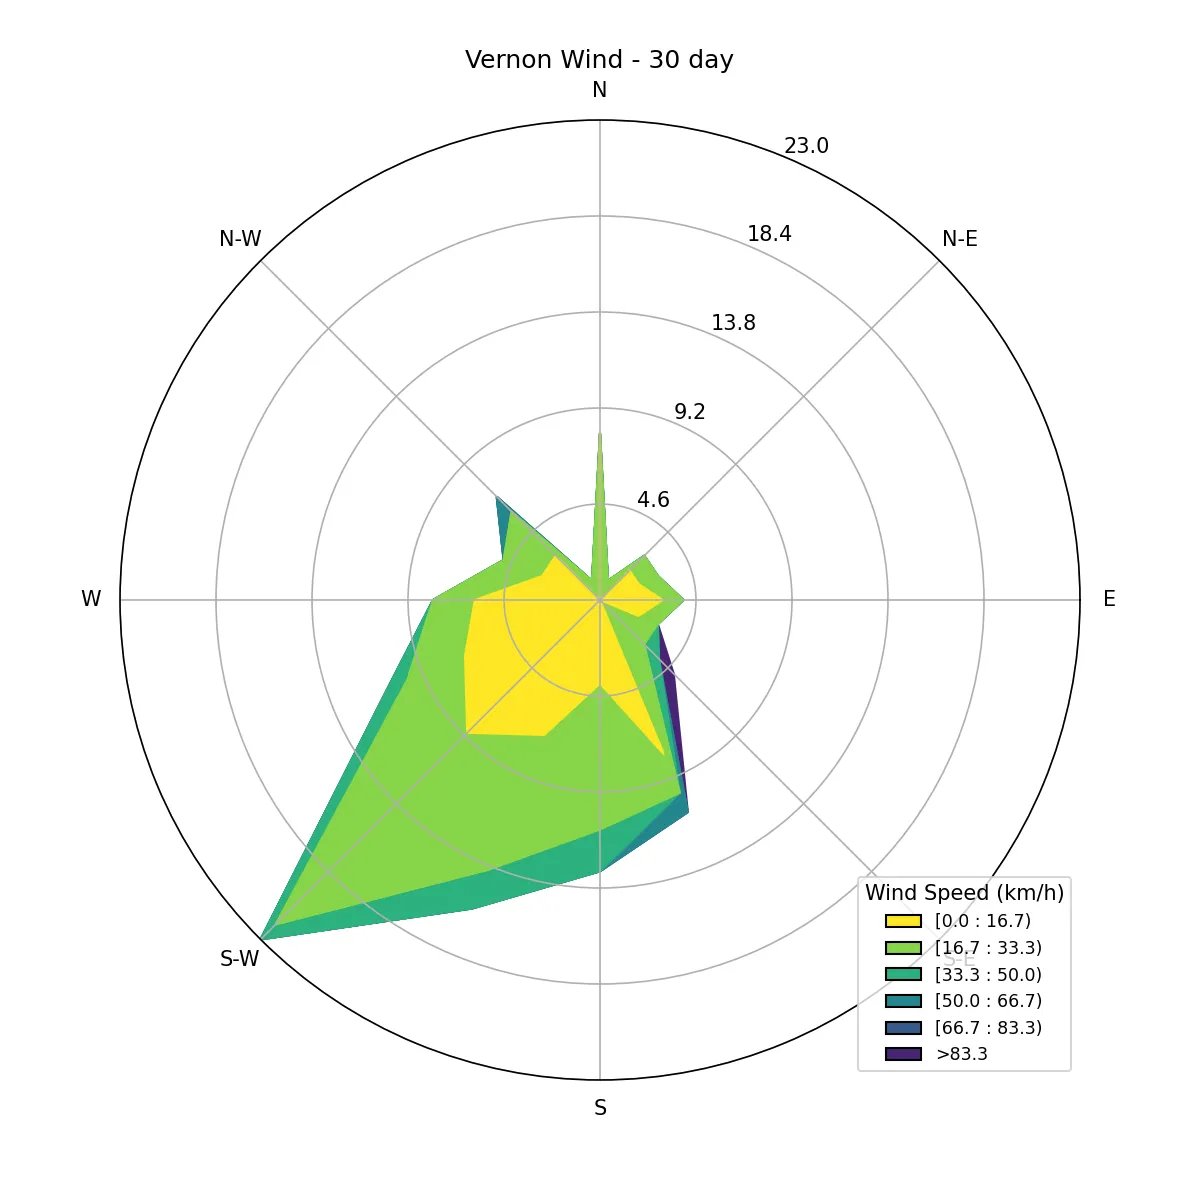 Vernon Wind - 30 day
N
23.0
N-W
18.4
N-E
13.8
9.2
4.6
W
E
Wind Speed (km/h)
[0.0 : 16.7)
[16.7 : 33.3)
S-W
S-E
[33.3 : 50.0)
[50.0 : 66.7)
[66.7 : 83.3)
>83.3
S